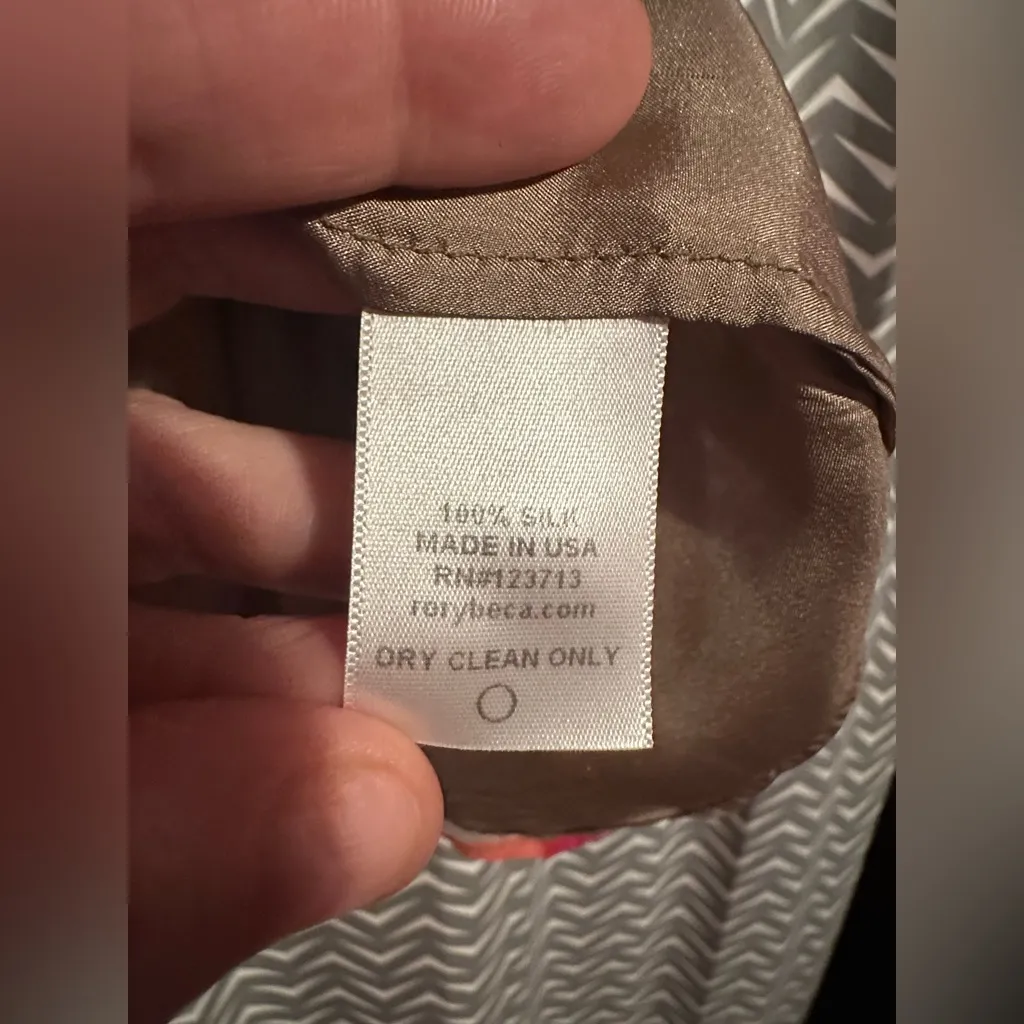 100% SILK
MADE IN USA
RN#123713
rorybeca.com
DRY CLEAN ONLY